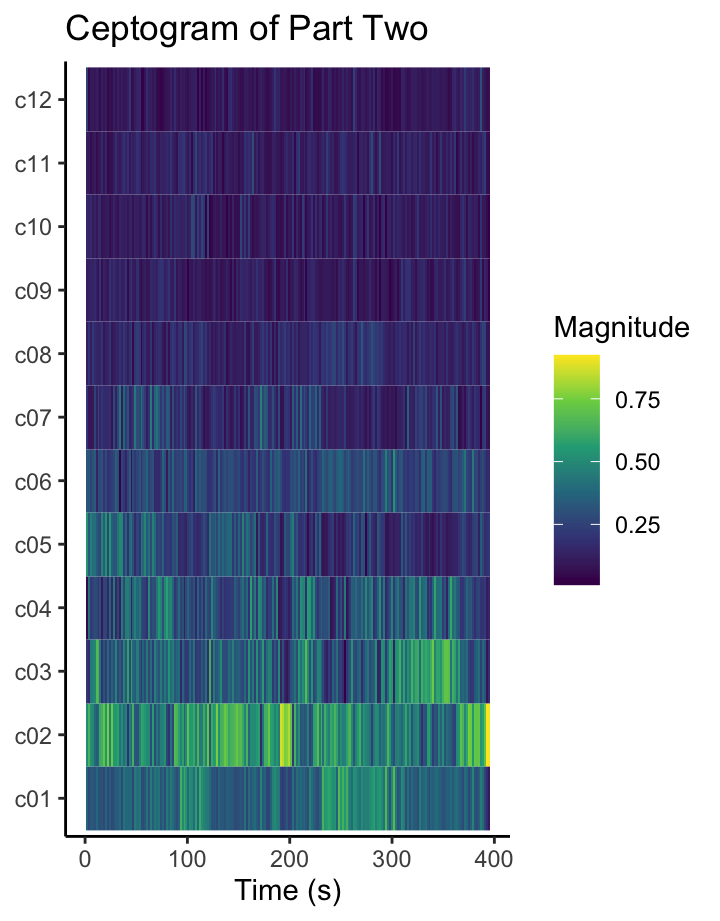 Ceptogram of Part Two
c12
c11
c10
c09
c08
c07
c06
c05
c04
c03
c02
c01
0 100 200 300 400
Time (s)
Magnitude
0.75
0.50
0.25